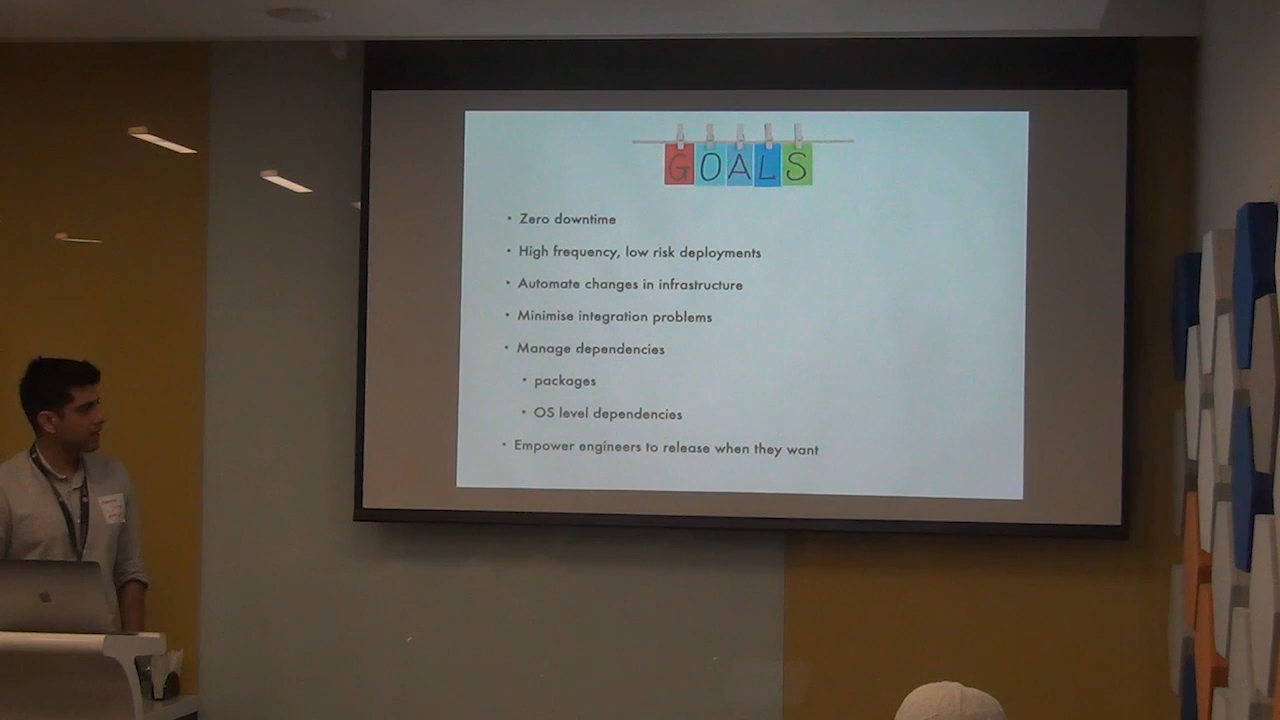 GOALS
• Zero downtime
• High frequency, low risk deployments
• Automate changes in infrastructure
• Minimise integration problems
• Manage dependencies
• packages
• OS level dependencies
• Empower engineers to release when they want